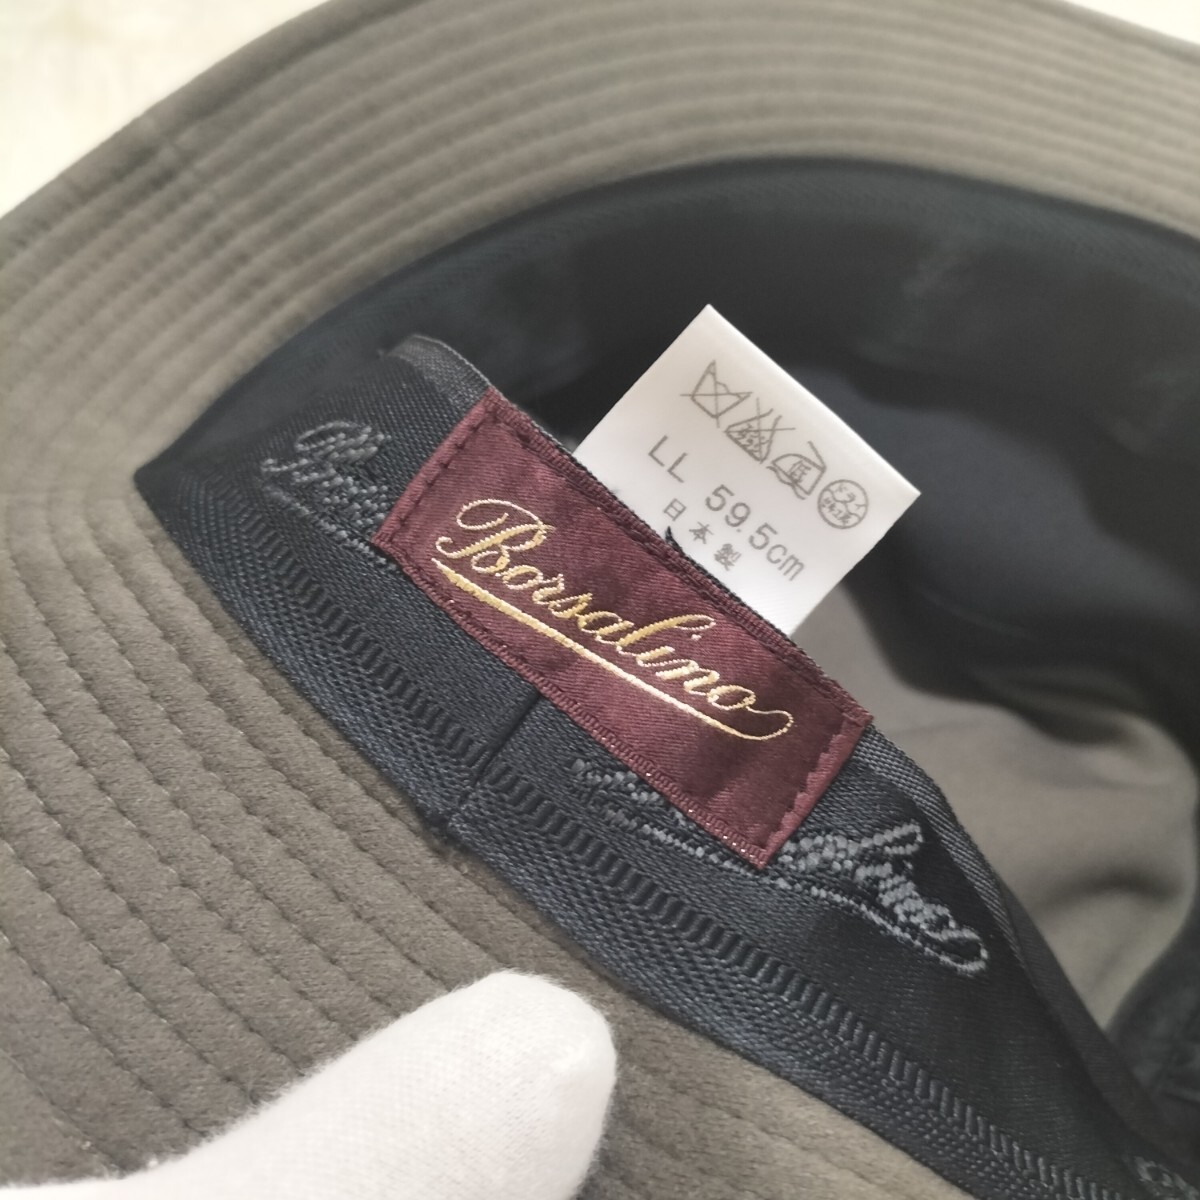 Borsalino
LL 59.5cm
日本製